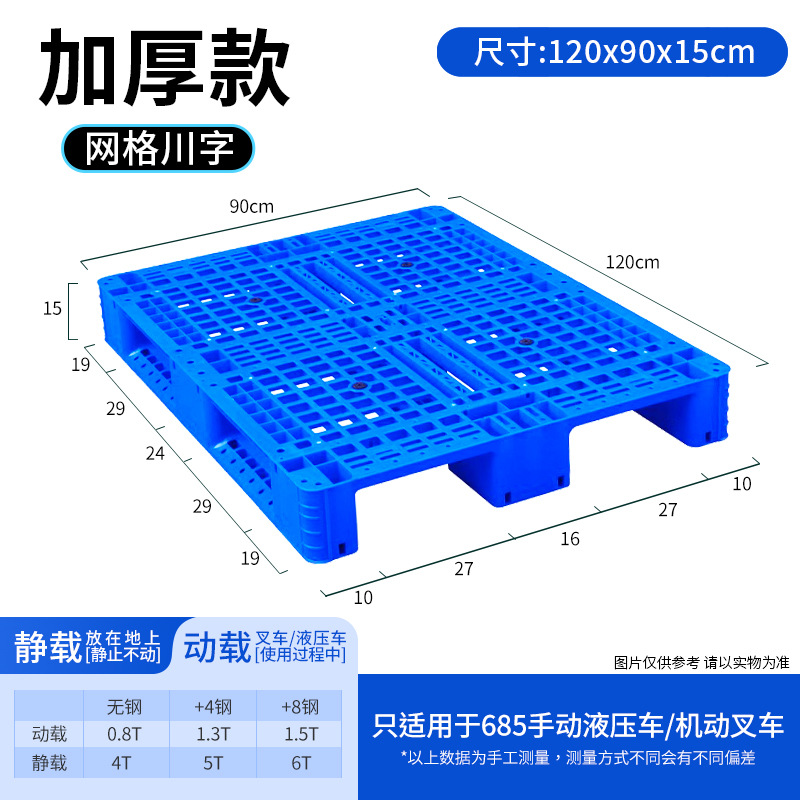 加厚款
网格川字
尺寸:120x90x15cm
90cm
120cm
15
19
29
24
29
19
10
27
16
27
10
静载 放在地上
[静止不动]
动载 叉车/液压车
[使用过程中]
图片仅供参考 请以实物为准
无钢 +4钢 +8钢
动载 0.8T 1.3T 1.5T
静载 4T 5T 6T
只适用于685手动液压车/机动叉车
*以上数据为手工测量，测量方式不同会有不同偏差